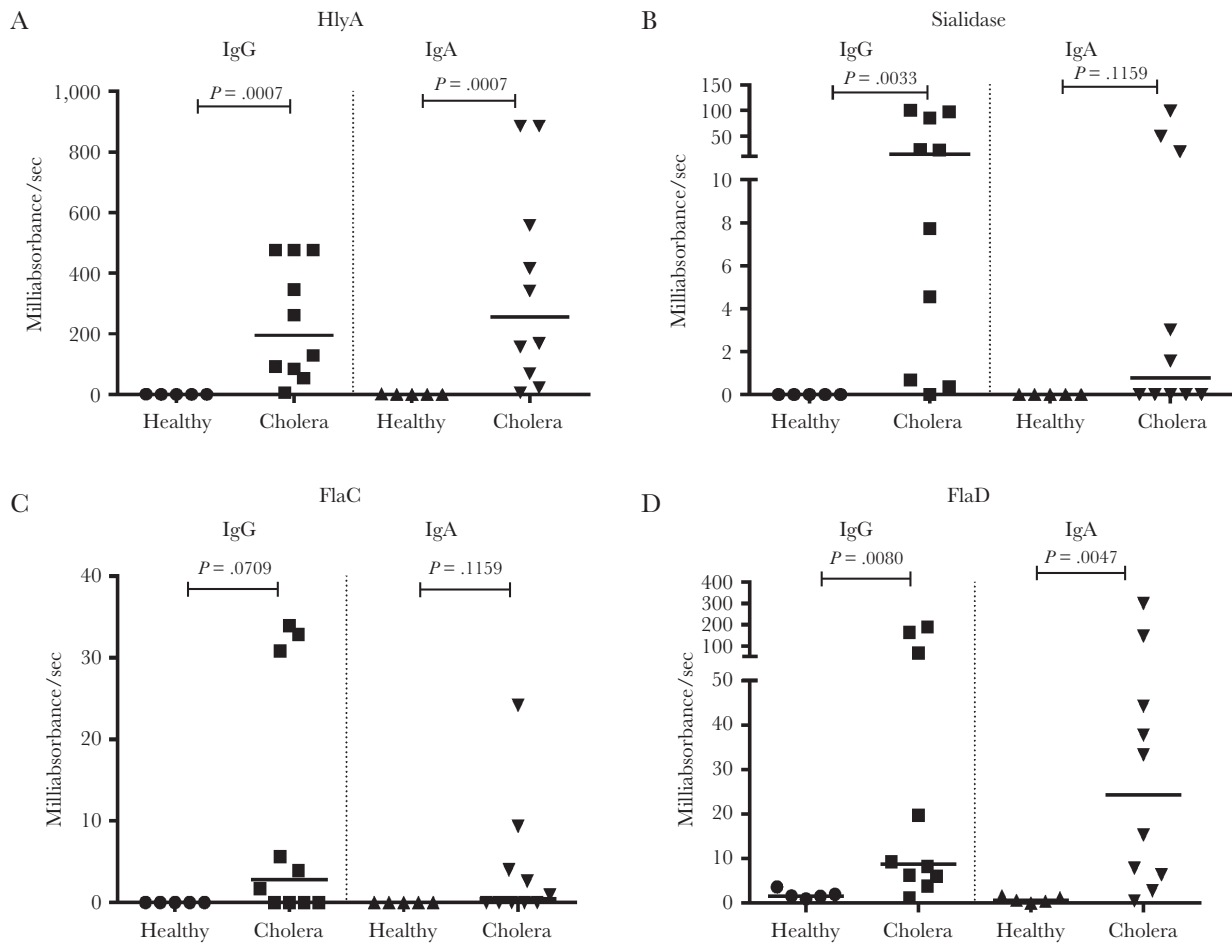 A
HlyA
IgG
IgA
P = .0007
P = .0007
1,000
800
600
400
200
0
Milliabsorbance/sec
Healthy
Cholera
Healthy
Cholera
B
Sialidase
IgG
IgA
P = .0033
P = .1159
150
100
50
10
8
6
4
2
0
Milliabsorbance/sec
Healthy
Cholera
Healthy
Cholera
C
FlaC
IgG
IgA
P = .0709
P = .1159
40
30
20
10
0
Milliabsorbance/sec
Healthy
Cholera
Healthy
Cholera
D
FlaD
IgG
IgA
P = .0080
P = .0047
400
300
200
100
50
40
30
20
10
0
Milliabsorbance/sec
Healthy
Cholera
Healthy
Cholera